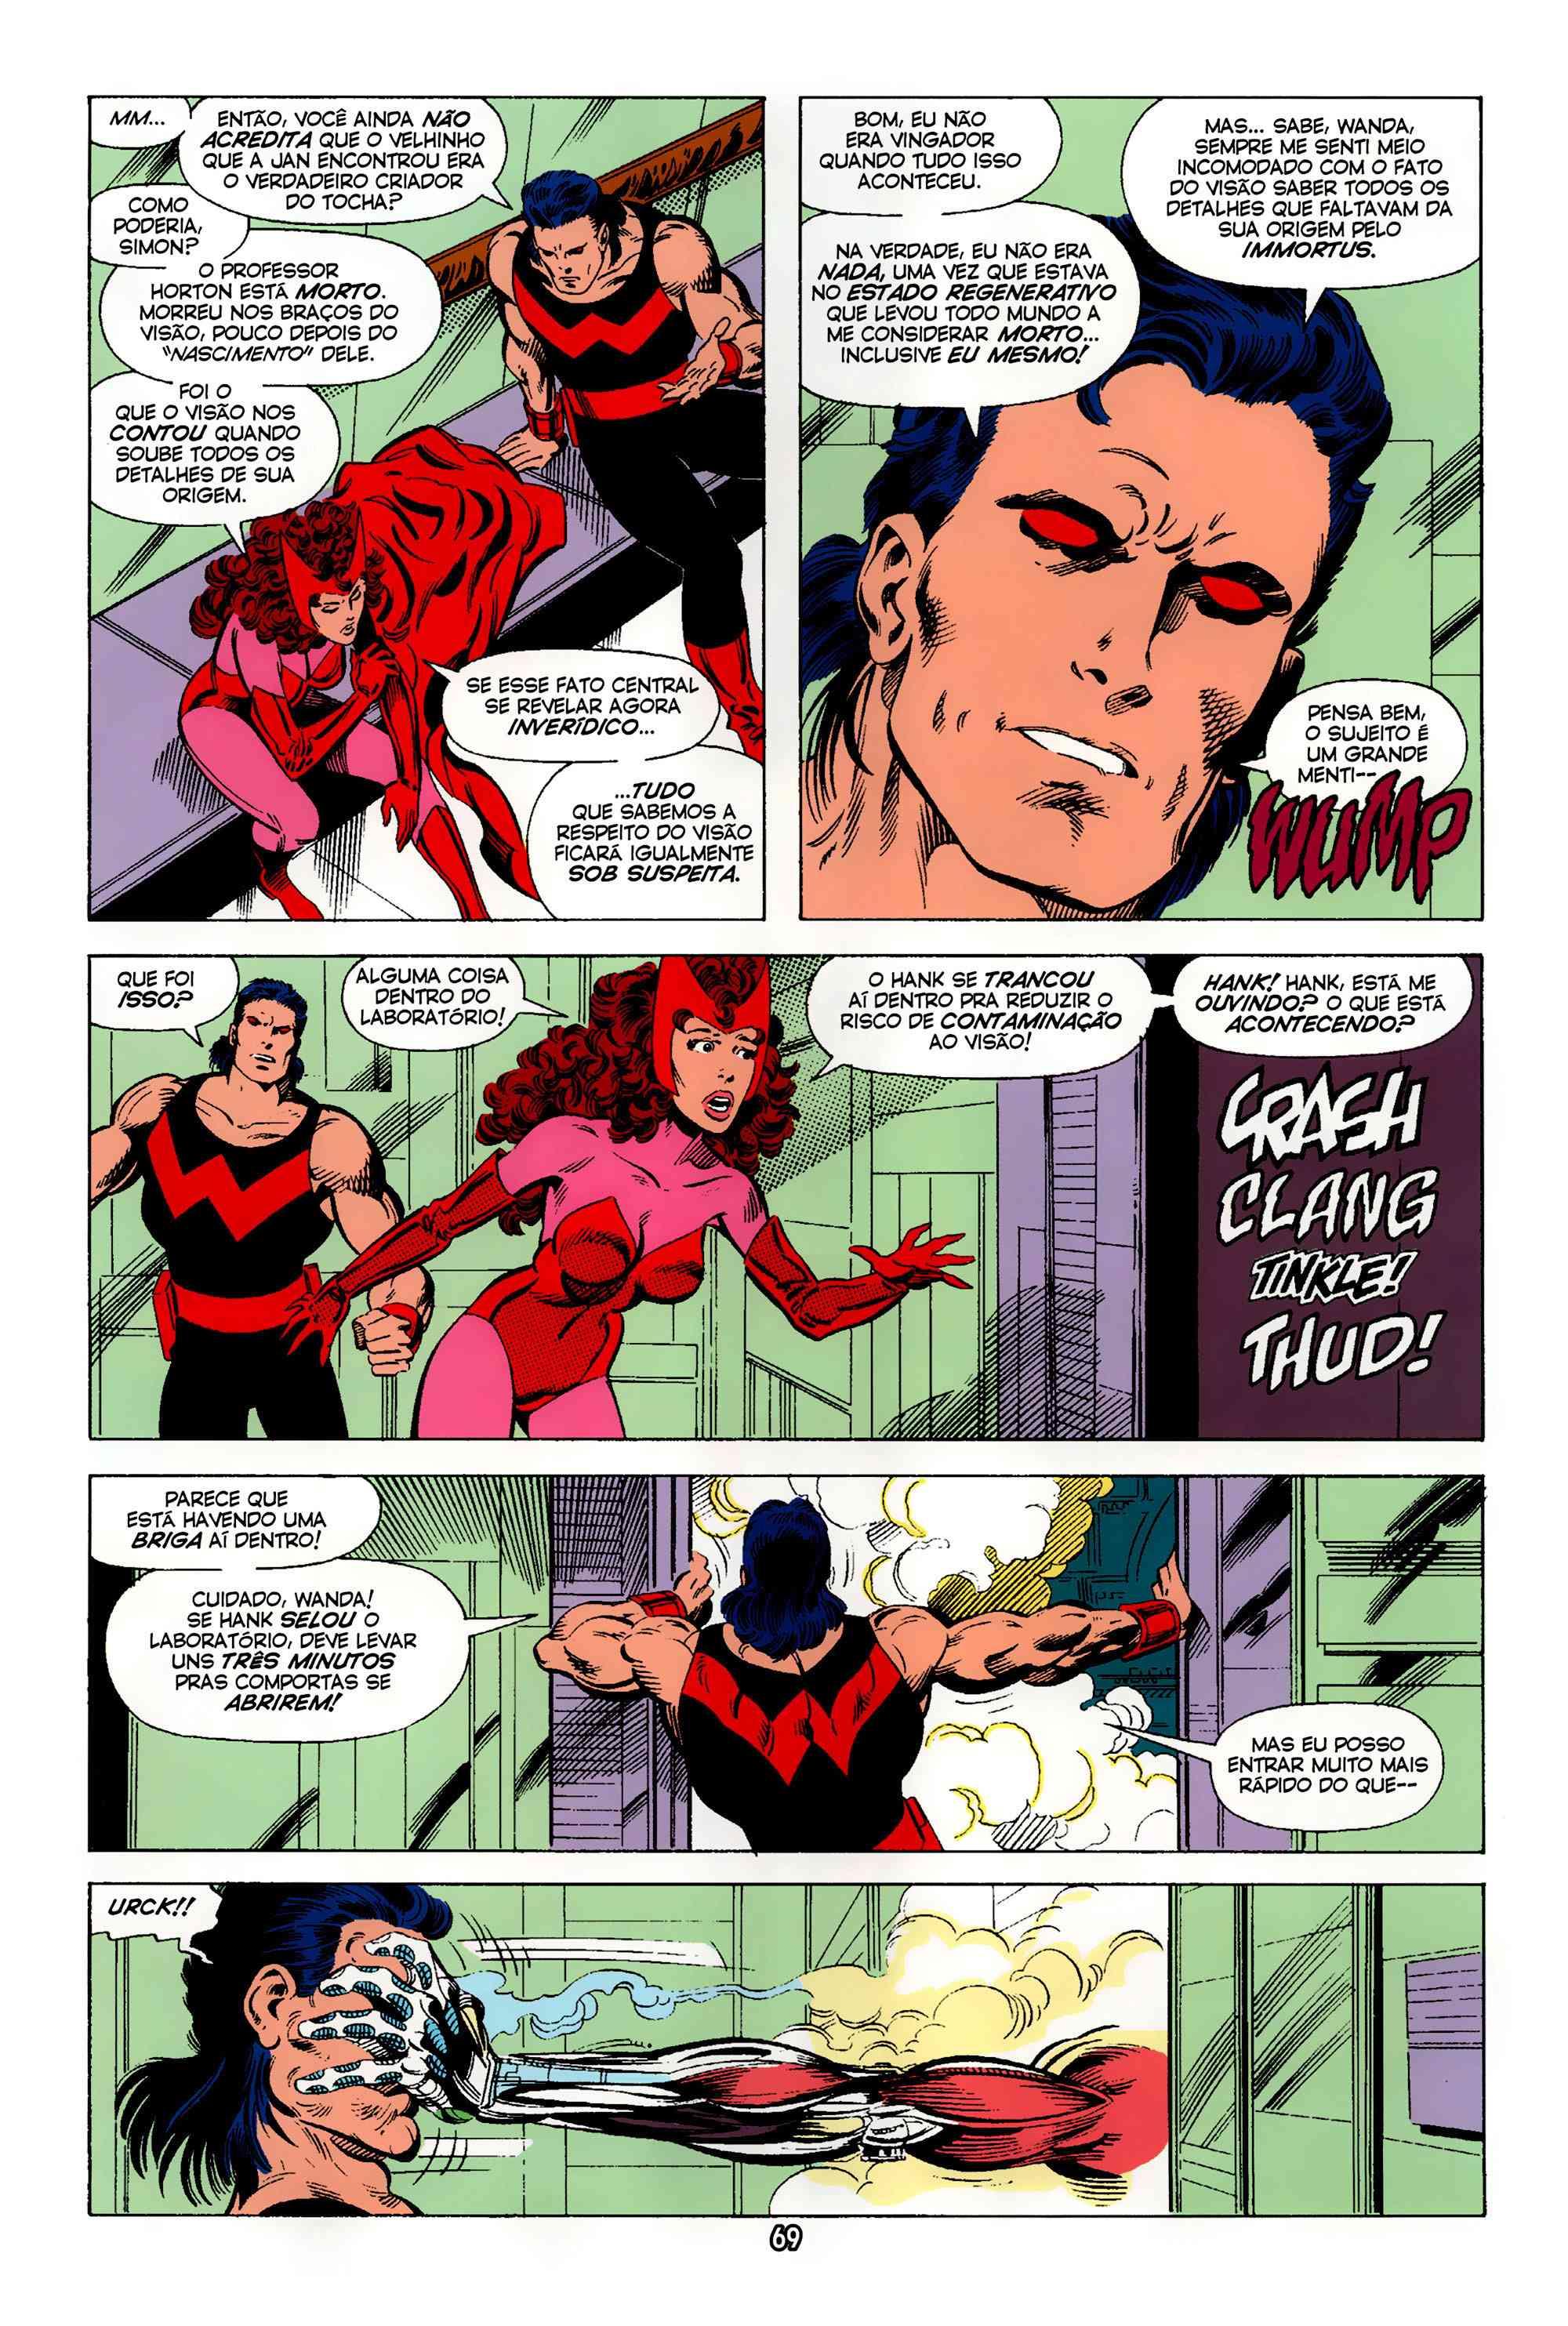 MM...
ENTÃO, VOCÊ AINDA NÃO
ACREDITA QUE O VELHINHO
QUE A JAN ENCONTROU ERA
O VERDADEIRO CRIADOR
DO TOCHA?
COMO
PODERIA,
SIMON?
O PROFESSOR
HORTON ESTÁ MORTO.
MORREU NOS BRAÇOS DO
VISÃO, POUCO DEPOIS DO
"NASCIMENTO" DELE.
FOI O
QUE O VISÃO NOS
CONTOU QUANDO
SOUBE TODOS OS
DETALHES DE SUA
ORIGEM.
SE ESSE FATO CENTRAL
SE REVELAR AGORA
INVERÍDICO...
...TUDO
QUE SABEMOS A
RESPEITO DO VISÃO
FICARÁ IGUALMENTE
SOB SUSPEITA.
BOM, EU NÃO
ERA VINGADOR
QUANDO TUDO ISSO
ACONTECEU.
NA VERDADE, EU NÃO ERA
NADA, UMA VEZ QUE ESTAVA
NO ESTADO REGENERATIVO
QUE LEVOU TODO MUNDO A
ME CONSIDERAR MORTO...
INCLUSIVE EU MESMO!
MAS... SABE, WANDA,
SEMPRE ME SENTI MEIO
INCOMODADO COM O FATO
DO VISÃO SABER TODOS OS
DETALHES QUE FALTAVAM DA
SUA ORIGEM PELO
IMMORTUS.
PENSA BEM,
O SUJEITO É
UM GRANDE
MENTI--
WUMP
QUE FOI
ISSO?
ALGUMA COISA
DENTRO DO
LABORATÓRIO!
O HANK SE TRANCOU
AÍ DENTRO PRA REDUZIR O
RISCO DE CONTAMINAÇÃO
AO VISÃO!
HANK! HANK, ESTÁ ME
OUVINDO? O QUE ESTÁ
ACONTECENDO?
CRASH
CLANG
TINKLE!
THUD!
PARECE QUE
ESTÁ HAVENDO UMA
BRIGA AÍ DENTRO!
CUIDADO, WANDA!
SE HANK SELOU O
LABORATÓRIO, DEVE LEVAR
UNS TRÊS MINUTOS
PRAS COMPORTAS SE
ABRIREM!
MAS EU POSSO
ENTRAR MUITO MAIS
RÁPIDO DO QUE--
URCK!!
69